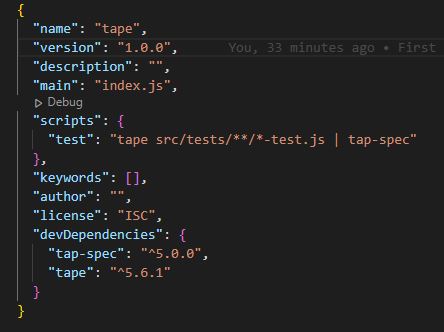 {
  "name": "tape",
  "version": "1.0.0",    You, 33 minutes ago • First
  "description": "",
  "main": "index.js",
  Debug
  "scripts": {
    "test": "tape src/tests/**/*-test.js | tap-spec"
  },
  "keywords": [],
  "author": "",
  "license": "ISC",
  "devDependencies": {
    "tap-spec": "^5.0.0",
    "tape": "^5.6.1"
  }
}